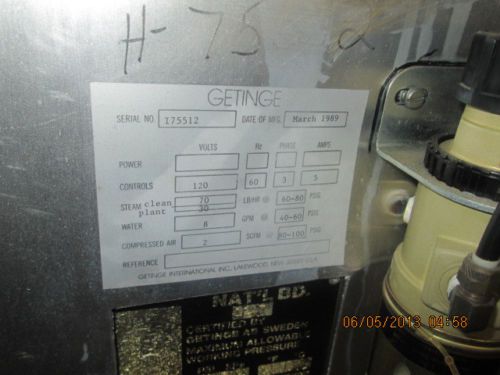 H-75
GETINGE
SERIAL NO. I75512 DATE OF MFG. March 1989
VOLTS Hz PHASE AMPS
POWER
CONTROLS 120 60 3 5
STEAM clean 70 LB/HR 60-80 PSIG
plant 30
WATER 8 GPM 40-60 PSIG
COMPRESSED AIR 2 SCFM 80-100 PSIG
REFERENCE
GETINGE INTERNATIONAL INC., LAKEWOOD, NEW JERSEY U.S.A.
NAT'L BD.
CERTIFIED BY
GETINGE AB SWEDEN
MAXIMUM ALLOWABLE
WORKING PRESSURE
PSI
06/05/2013 04:58